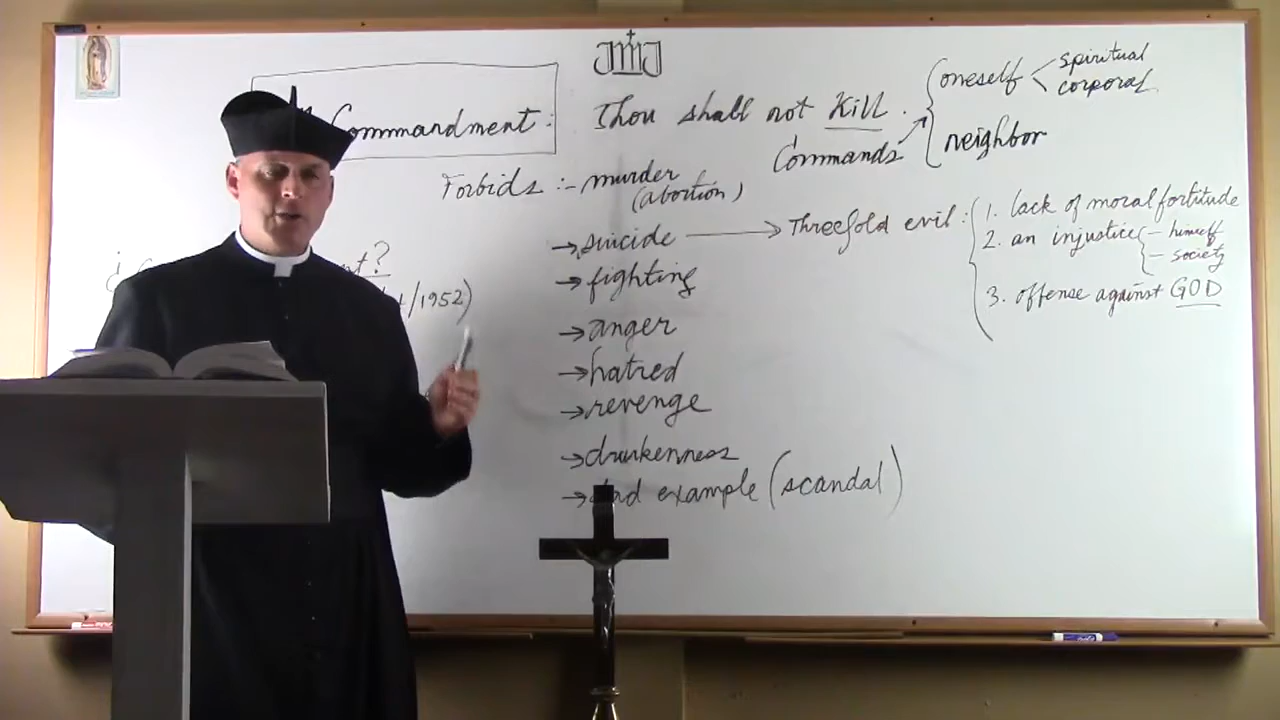 JMJ
Commandment : Thou shall not Kill .
Commands
oneself
spiritual
corporal
neighbor
Forbids :- murder
(abortion)
→ suicide → Threefold evil :
1. lack of moral fortitude
2. an injustice
- himself
- society
3. offense against GOD
→ fighting
→ anger
→ hatred
→ revenge
→ drunkenness
→ bad example (scandal)
¿
?
/1952)